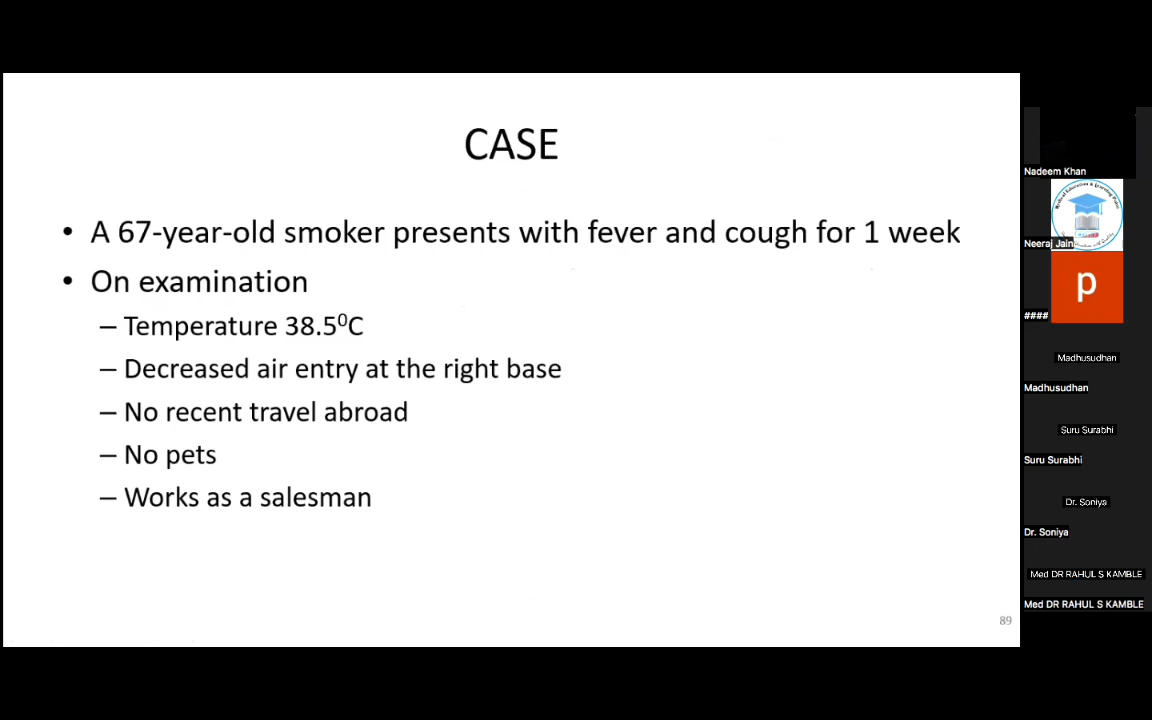 CASE
• A 67-year-old smoker presents with fever and cough for 1 week
• On examination
– Temperature 38.5⁰C
– Decreased air entry at the right base
– No recent travel abroad
– No pets
– Works as a salesman
89
Nadeem Khan
Neeraj Jain
p
####
Madhusudhan
Madhusudhan
Suru Surabhi
Suru Surabhi
Dr. Soniya
Dr. Soniya
Med DR RAHUL S KAMBLE
Med DR RAHUL S KAMBLE